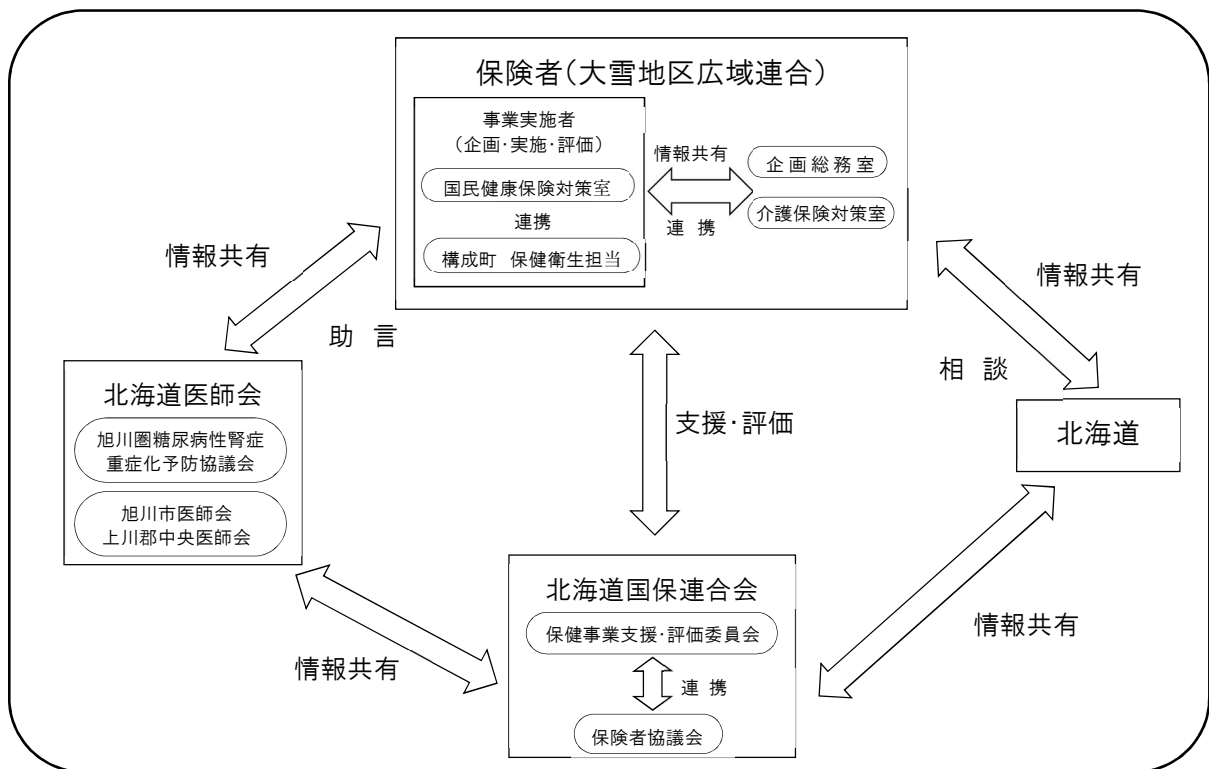 保険者(大雪地区広域連合)
事業実施者
(企画・実施・評価)
国民健康保険対策室
連携
構成町 保健衛生担当
情報共有
連 携
企画総務室
介護保険対策室
情報共有
助 言
情報共有
相 談
北海道医師会
旭川圏糖尿病性腎症
重症化予防協議会
旭川市医師会
上川郡中央医師会
支援・評価
北海道
北海道国保連合会
保健事業支援・評価委員会
連 携
保険者協議会
情報共有
情報共有